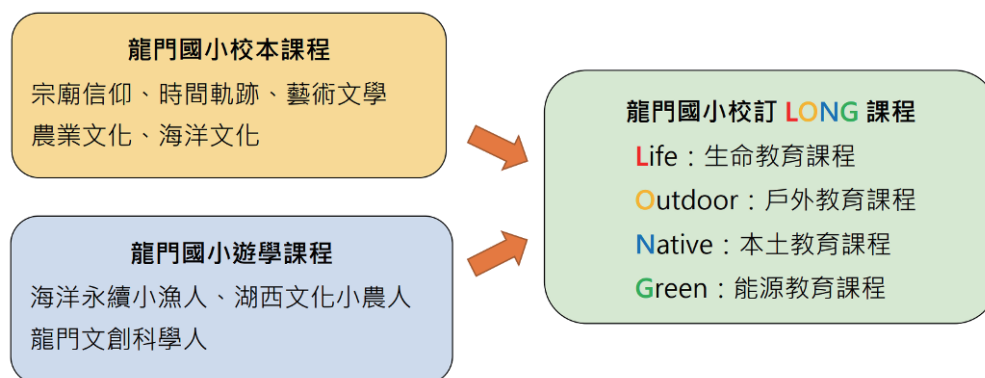 龍門國小校本課程
宗廟信仰、時間軌跡、藝術文學
農業文化、海洋文化
龍門國小遊學課程
海洋永續小漁人、湖西文化小農人
龍門文創科學人
龍門國小校訂 LONG 課程
Life：生命教育課程
Outdoor：戶外教育課程
Native：本土教育課程
Green：能源教育課程